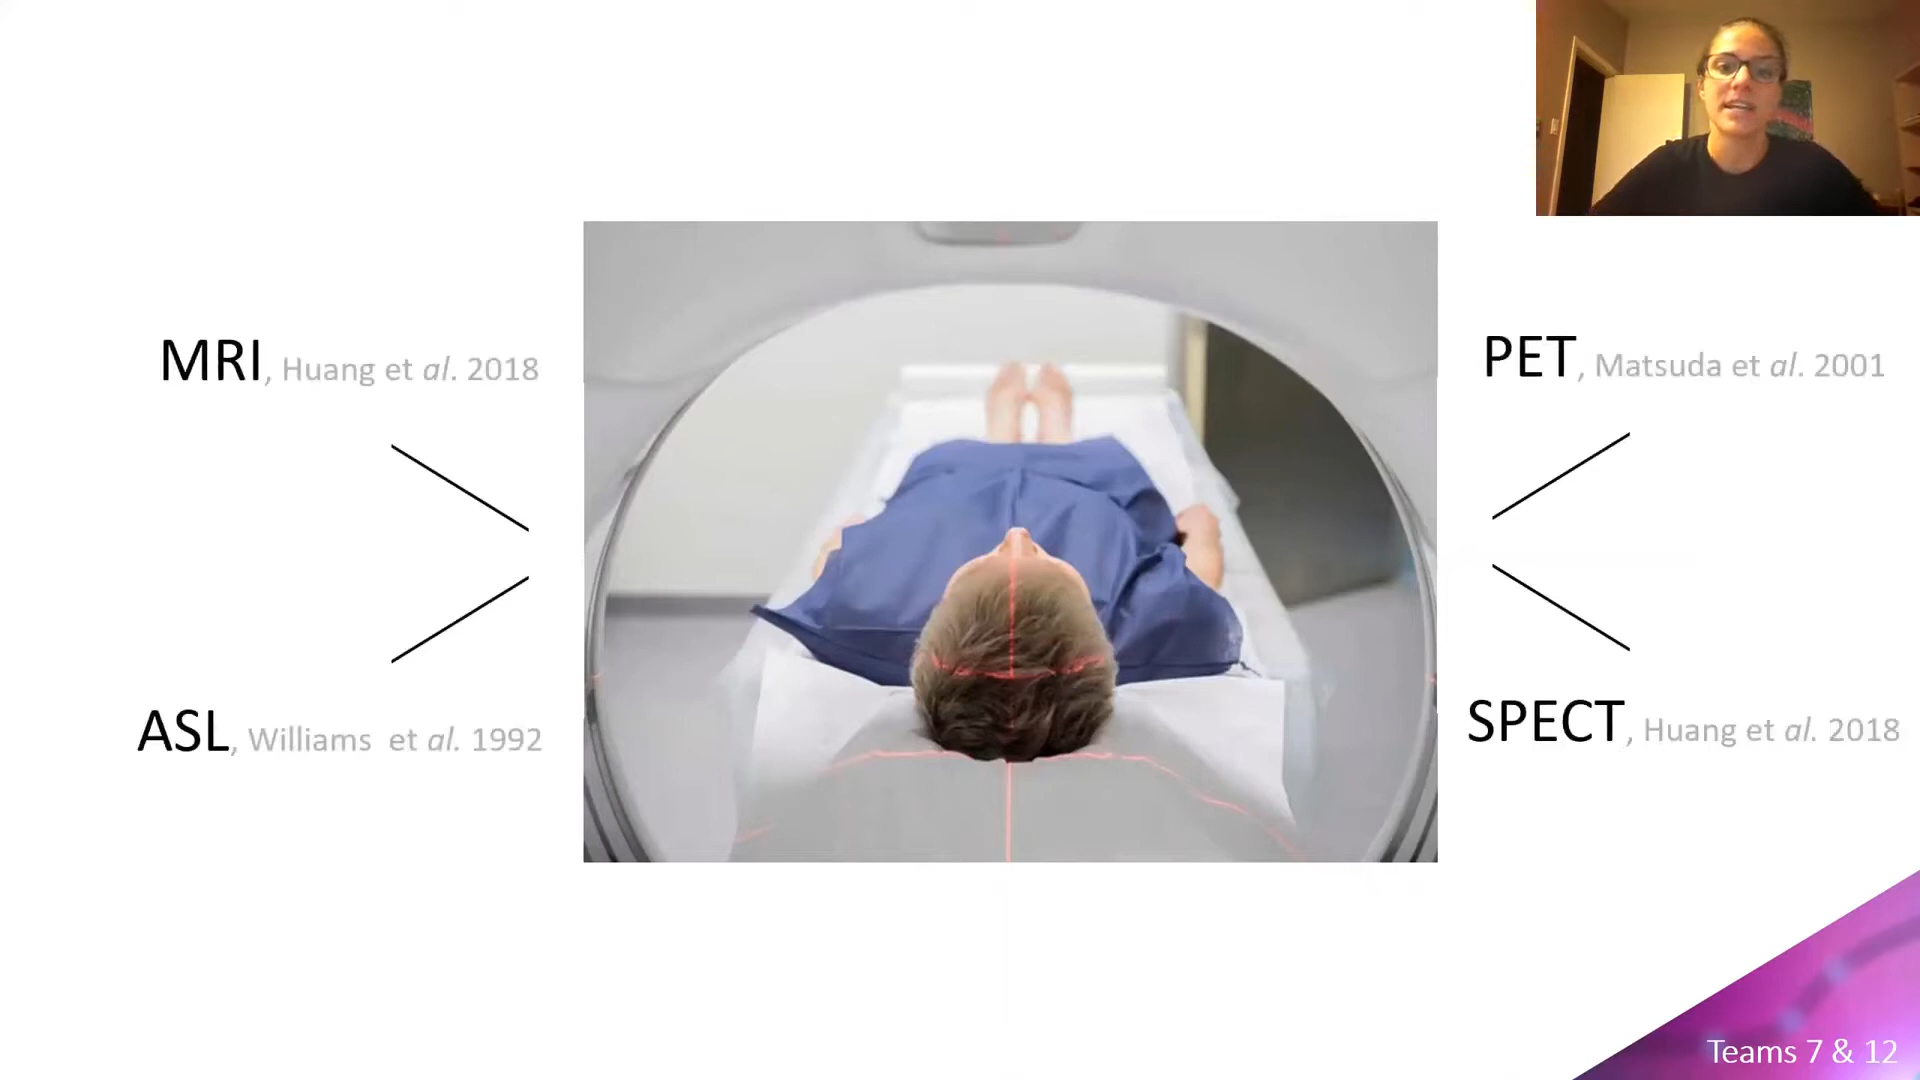 MRI, Huang et al. 2018
PET, Matsuda et al. 2001
ASL, Williams et al. 1992
SPECT, Huang et al. 2018
Teams 7 & 12